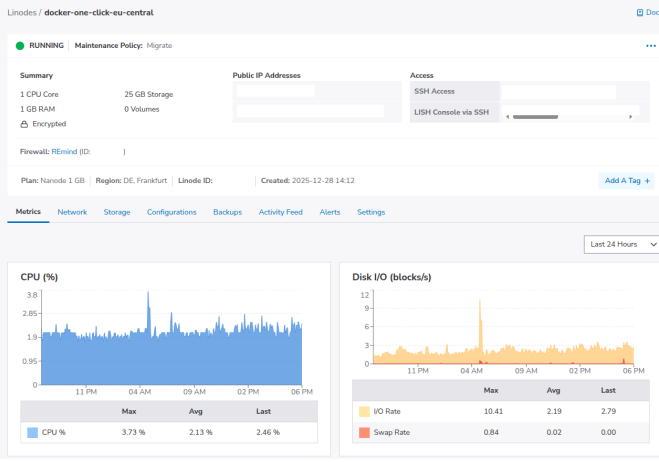 Linodes / docker-one-click-eu-central
Doc
RUNNING Maintenance Policy: Migrate
Summary
1 CPU Core 25 GB Storage
1 GB RAM 0 Volumes
Encrypted
Public IP Addresses
Access
SSH Access
LISH Console via SSH
Firewall: REmind (ID: )
Plan: Nanode 1 GB Region: DE, Frankfurt Linode ID: Created: 2025-12-28 14:12
Add A Tag +
Metrics Network Storage Configurations Backups Activity Feed Alerts Settings
Last 24 Hours
CPU (%)
3.8
2.85
1.9
0.95
0
11 PM 04 AM 09 AM 02 PM 06 PM
Max Avg Last
CPU % 3.73 % 2.13 % 2.46 %
Disk I/O (blocks/s)
12
9
6
3
0
11 PM 04 AM 09 AM 02 PM 06 PM
Max Avg Last
I/O Rate 10.41 2.19 2.79
Swap Rate 0.84 0.02 0.00